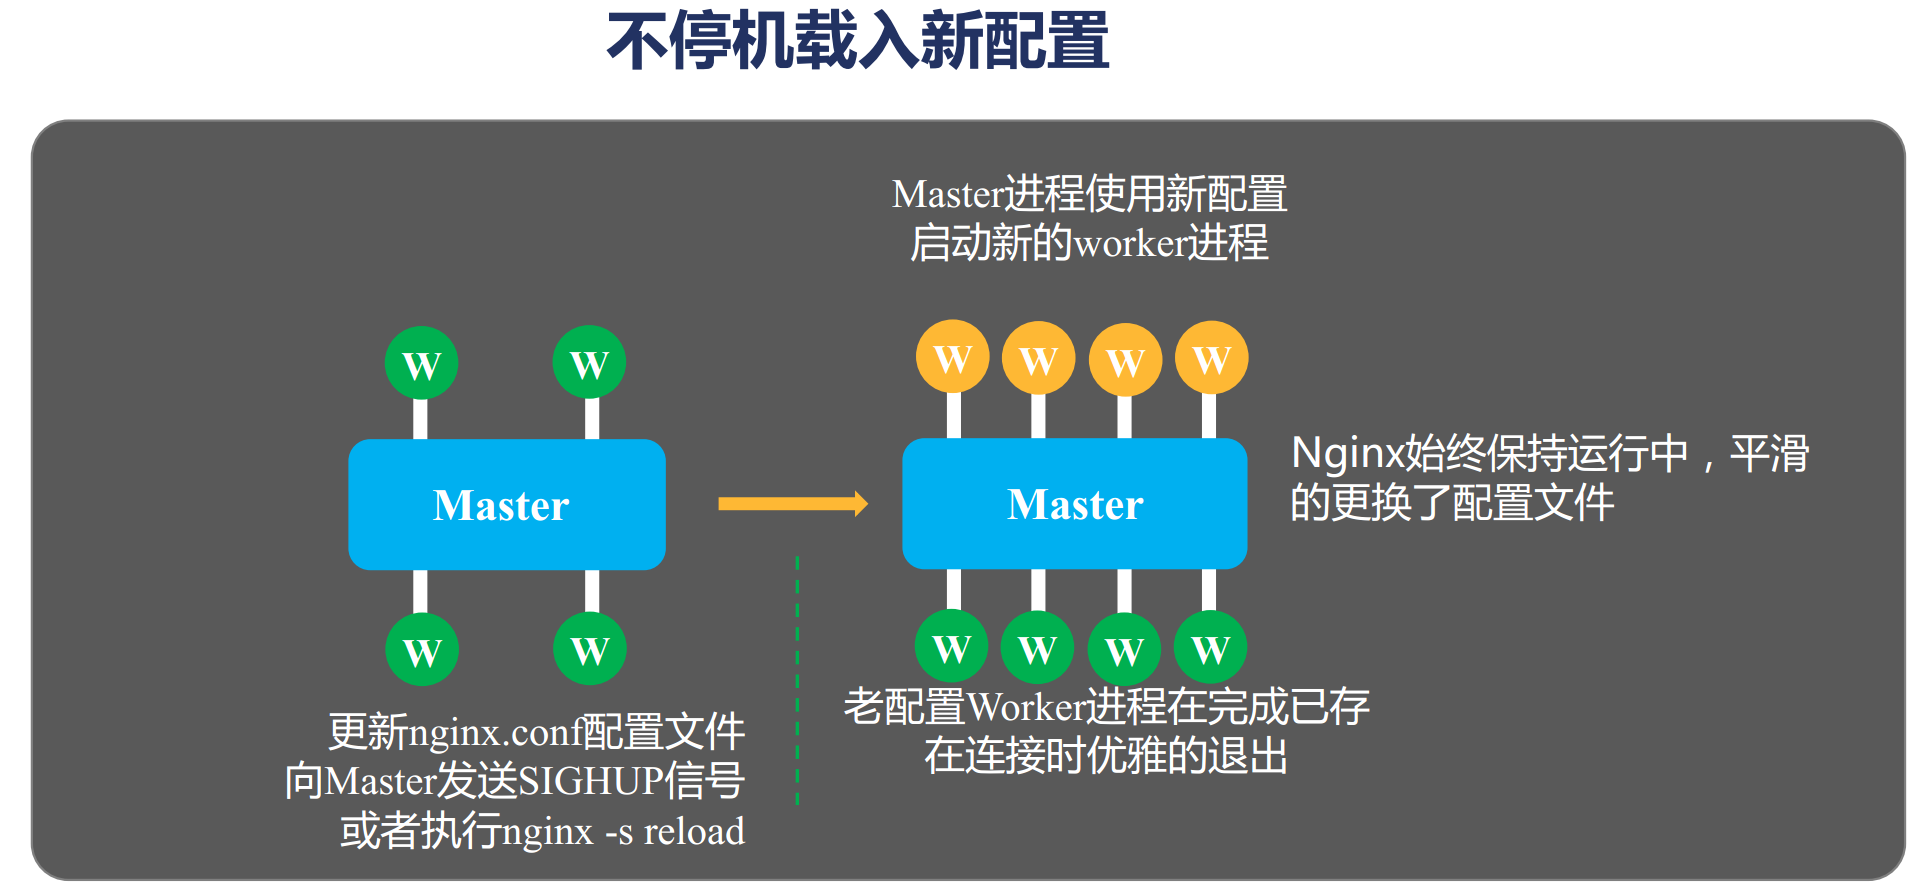 不停机载入新配置
W
W
Master
W
W
更新nginx.conf配置文件
向Master发送SIGHUP信号
或者执行nginx -s reload
Master进程使用新配置
启动新的worker进程
W
W
W
W
Master
W
W
W
W
老配置Worker进程在完成已存
在连接时优雅的退出
Nginx始终保持运行中，平滑
的更换了配置文件